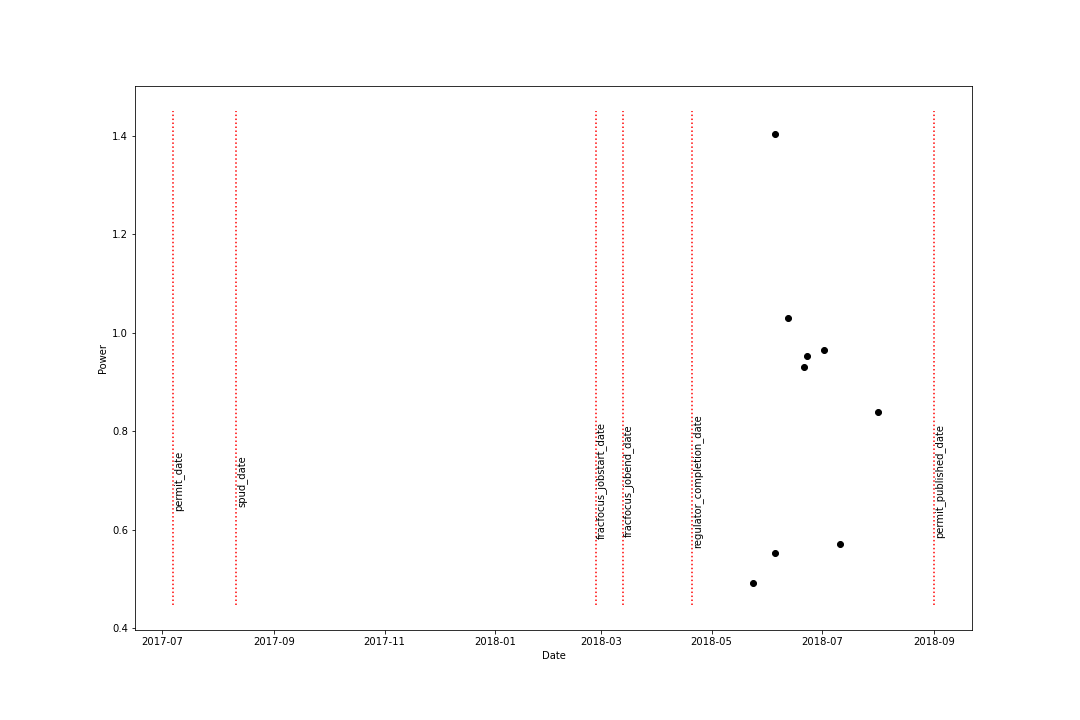 1.4
1.2
1.0
0.8
0.6
0.4
Power
permit_date
spud_date
fracfocus_jobstart_date
fracfocus_jobend_date
regulator_completion_date
permit_published_date
2017-07 2017-09 2017-11 2018-01 2018-03 2018-05 2018-07 2018-09
Date